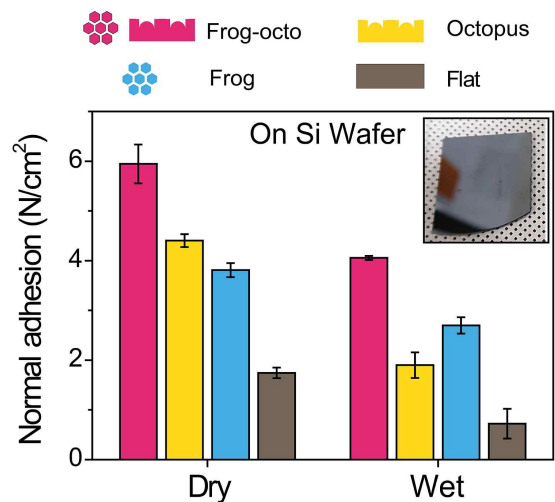 Frog-octo
Octopus
Frog
Flat
On Si Wafer
Normal adhesion (N/cm²)
6
4
2
0
Dry
Wet